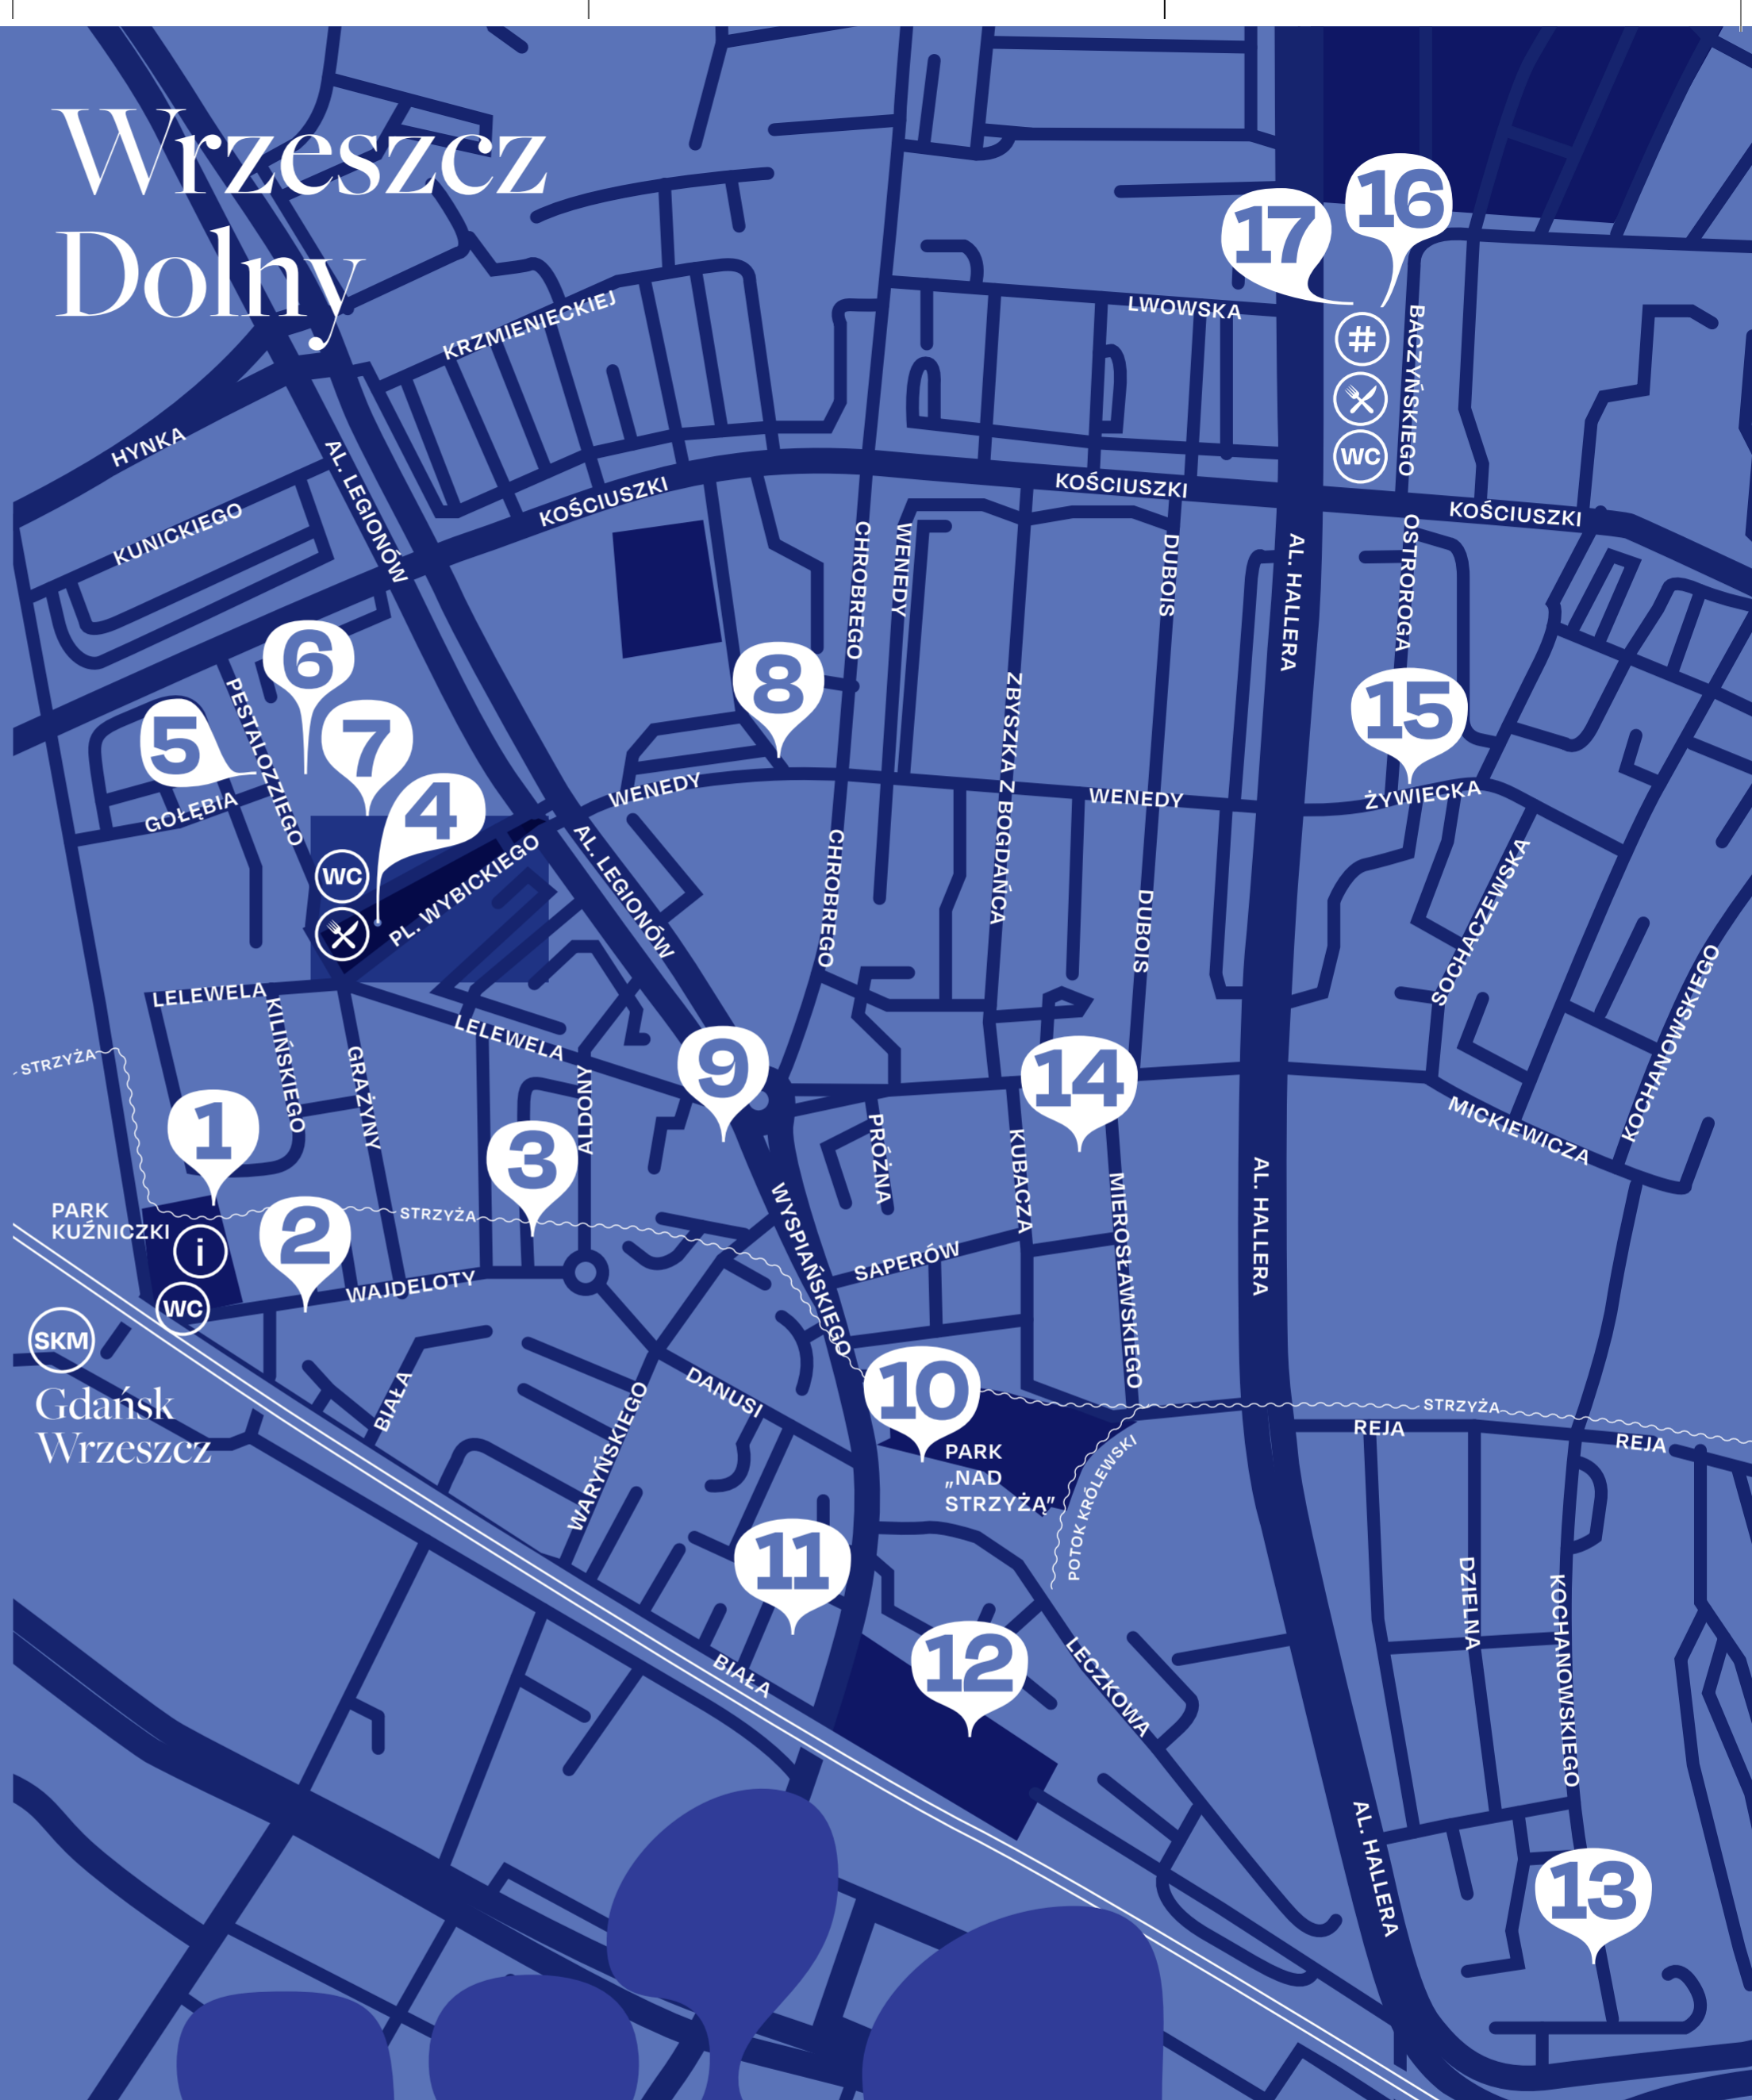 Wrzeszcz
Dolny
16
17
KRZMIENIECKIEJ
LWOWSKA
#
BACZYŃSKIEGO
WC
HYNKA
AL. LEGIONÓW
KUNICKIEGO
KOŚCIUSZKI
KOŚCIUSZKI
KOŚCIUSZKI
CHROBREGO
WENEDY
DUBOIS
AL. HALLERA
OSTROROGA
6
5
7
8
15
PESTALOZZIEGO
ZBYSZKA Z BOGDAŃCA
4
GOŁĘBIA
WENEDY
WENEDY
ŻYWIECKA
WC
PL. WYBICKIEGO
AL. LEGIONÓW
CHROBREGO
DUBOIS
SOCHACZEWSKA
KOCHANOWSKIEGO
LELEWELA
KILIŃSKIEGO
LELEWELA
GRAŻYNY
STRZYŻA
ALDONY
9
14
1
3
MICKIEWICZA
PRÓŻNA
KUBACZA
MIEROSŁAWSKIEGO
AL. HALLERA
PARK
KUŹNICZKI
i
2
STRZYŻA
WYSPIAŃSKIEGO
SAPERÓW
WC
WAJDELOTY
SKM
Gdańsk
Wrzeszcz
BIAŁA
WARYŃSKIEGO
DANUSI
10
PARK
„NAD
STRZYŻĄ”
POTOK KRÓLEWSKI
STRZYŻA
REJA
REJA
11
12
BIAŁA
LECZKOWA
DZIELNA
KOCHANOWSKIEGO
AL. HALLERA
13